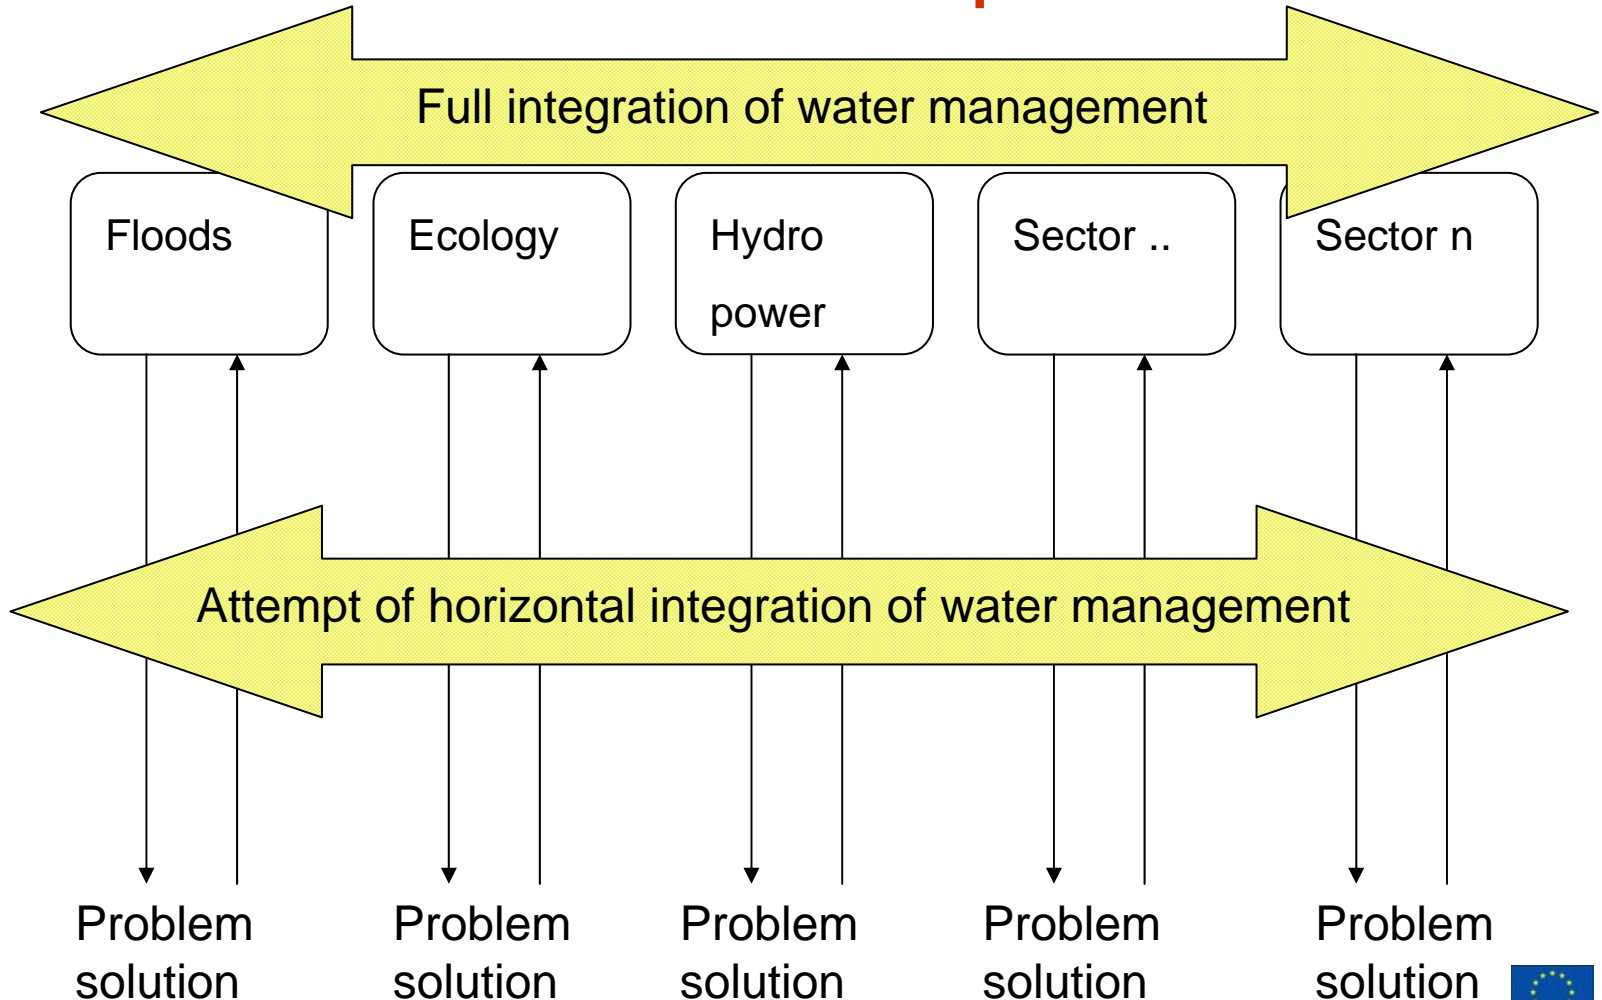 Full integration of water management
Floods
Ecology
Hydro
power
Sector ..
Sector n
Attempt of horizontal integration of water management
Problem
solution
Problem
solution
Problem
solution
Problem
solution
Problem
solution